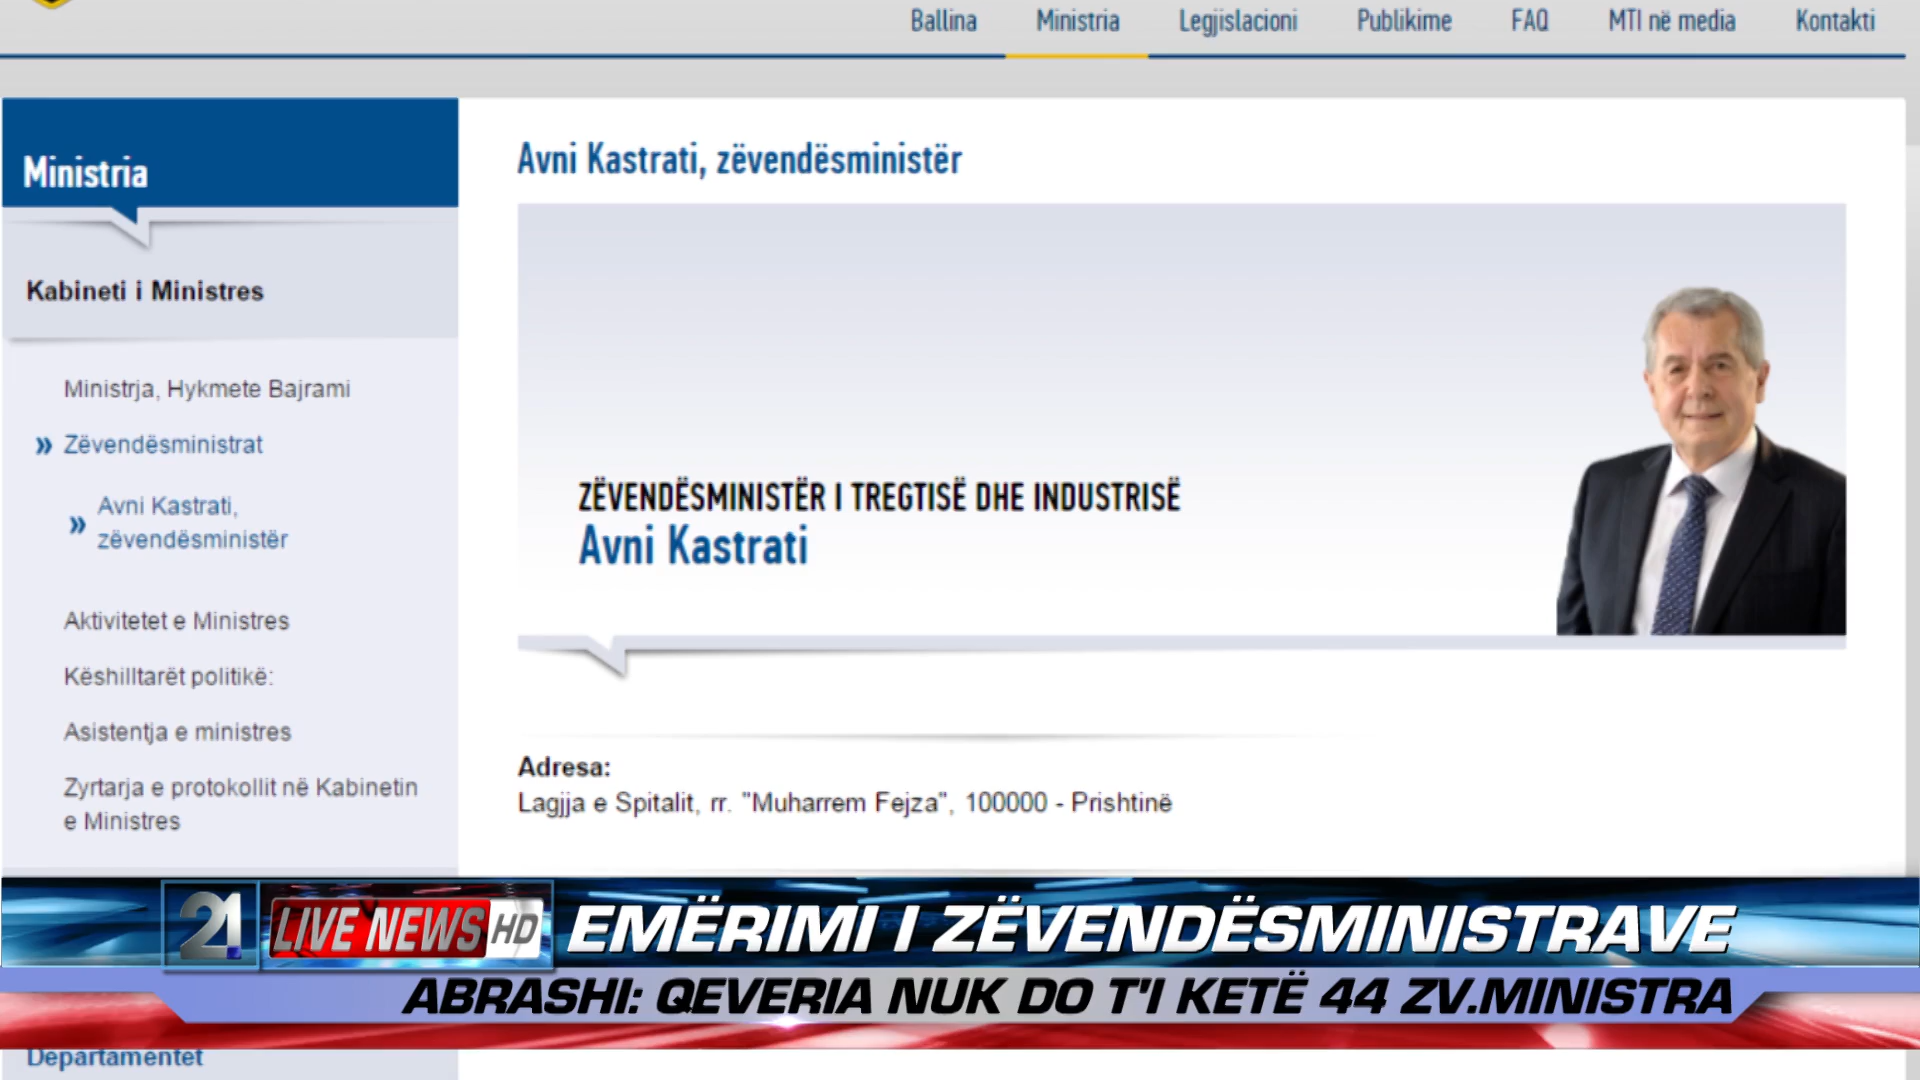 Ballina Ministria Legjislacioni Publikime FAQ MTI në media Kontakti
Ministria
Kabineti i Ministres
Ministrja, Hykmete Bajrami
» Zëvendësministrat
» Avni Kastrati,
zëvendësministër
Aktivitetet e Ministres
Këshilltarët politikë:
Asistentja e ministres
Zyrtarja e protokollit në Kabinetin
e Ministres
Departamentet
Avni Kastrati, zëvendësministër
ZËVENDËSMINISTËR I TREGTISË DHE INDUSTRISË
Avni Kastrati
Adresa:
Lagjja e Spitalit, rr. "Muharrem Fejza", 100000 - Prishtinë
21 LIVE NEWS HD EMËRIMI I ZËVENDËSMINISTRAVE
ABRASHI: QEVERIA NUK DO T'I KETË 44 ZV.MINISTRA